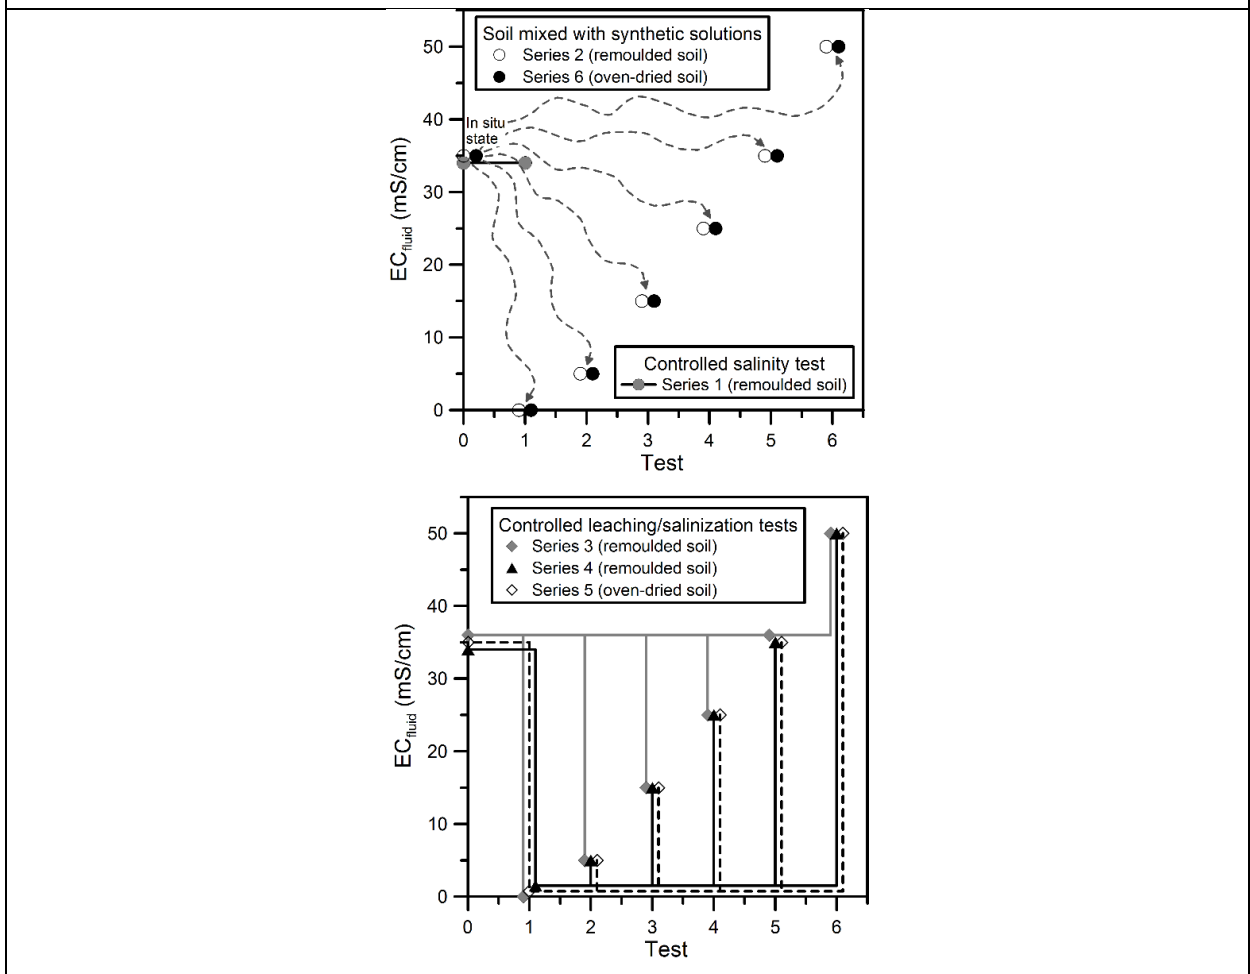 Soil mixed with synthetic solutions
Series 2 (remoulded soil)
Series 6 (oven-dried soil)
In situ
state
50
40
30
20
10
0
ECfluid (mS/cm)
Controlled salinity test
Series 1 (remoulded soil)
0 1 2 3 4 5 6
Test
Controlled leaching/salinization tests
Series 3 (remoulded soil)
Series 4 (remoulded soil)
Series 5 (oven-dried soil)
50
40
30
20
10
0
ECfluid (mS/cm)
0 1 2 3 4 5 6
Test